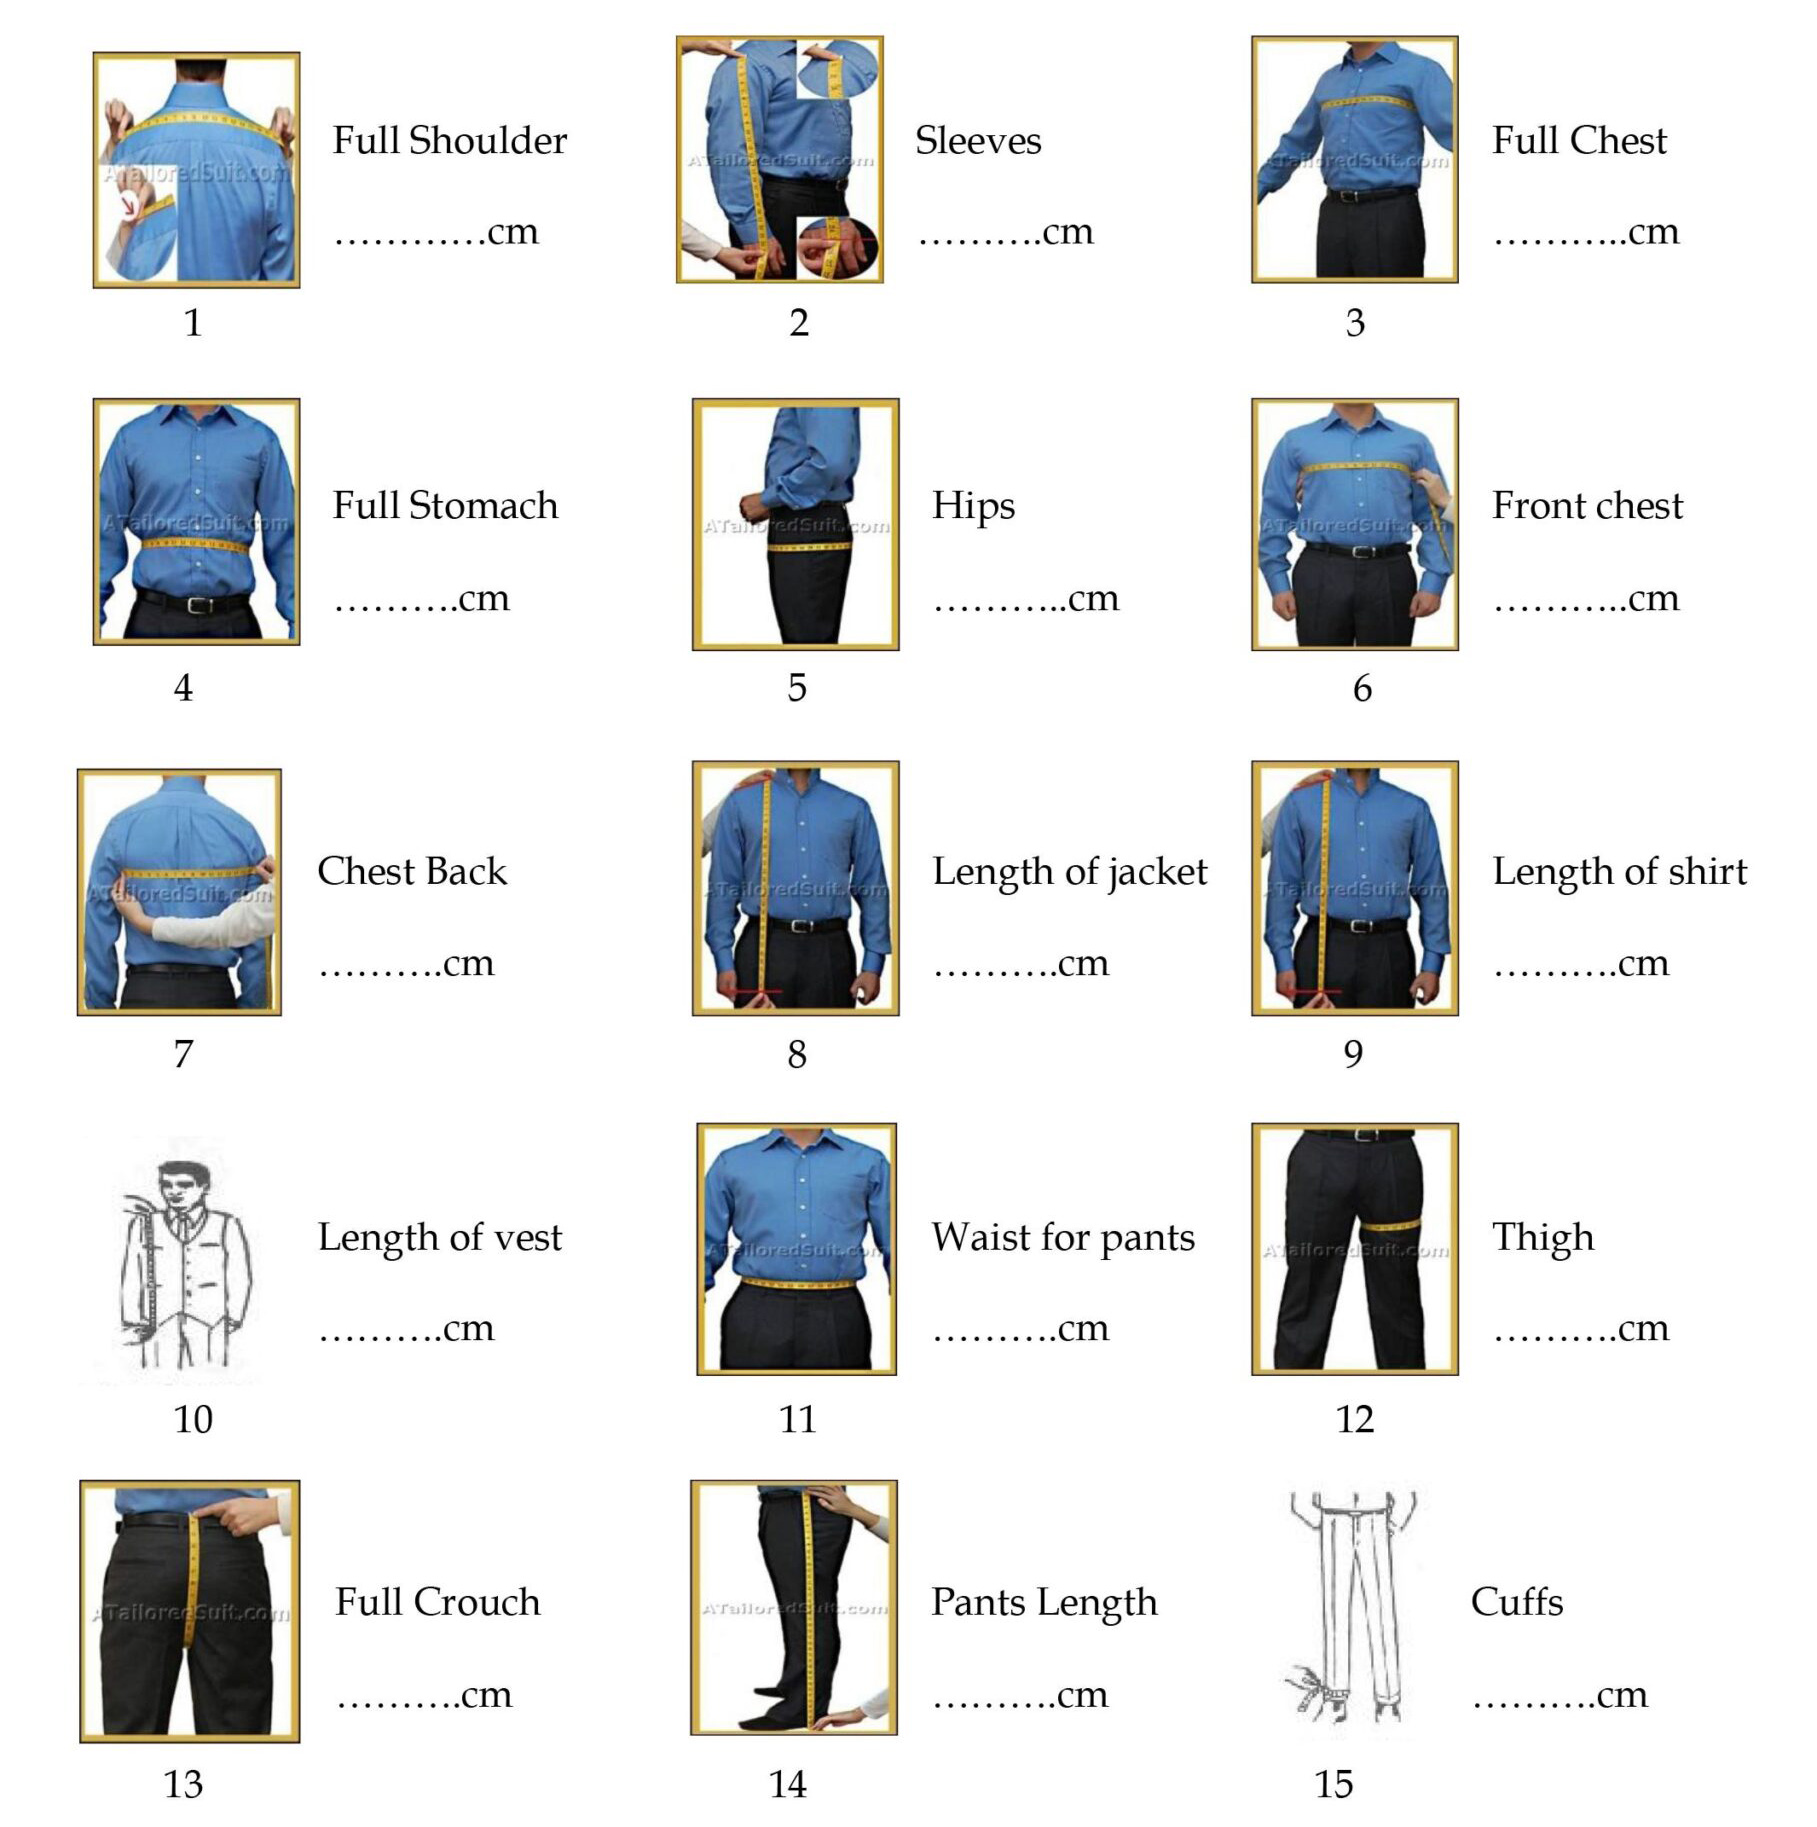 Full Shoulder
Sleeves
Full Chest
ATailoredSuit.com
ATailoredSuit.com
ATailoredSuit.com
…………cm
……….cm
………..cm
1
2
3
Full Stomach
Hips
Front chest
ATailoredSuit.com
ATailoredSuit.com
ATailoredSuit.com
……….cm
………..cm
………..cm
4
5
6
Chest Back
Length of jacket
Length of shirt
ATailoredSuit.com
ATailoredSuit.com
ATailoredSuit.com
……….cm
……….cm
……….cm
7
8
9
Length of vest
Waist for pants
Thigh
ATailoredSuit.com
ATailoredSuit.com
……….cm
……….cm
……….cm
10
11
12
Full Crouch
Pants Length
Cuffs
ATailoredSuit.com
ATailoredSuit.com
……….cm
……….cm
……….cm
13
14
15